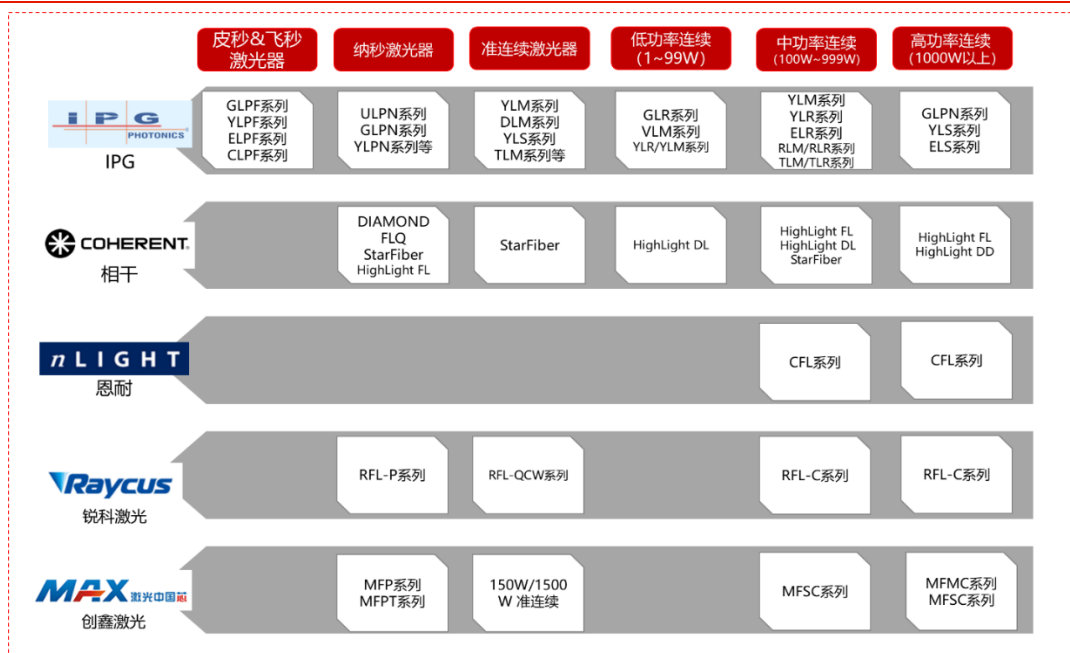 皮秒&飞秒
激光器
纳秒激光器
准连续激光器
低功率连续
(1~99W)
中功率连续
(100W~999W)
高功率连续
(1000W以上)
IPG
PHOTONICS
IPG
GLPF系列
YLPF系列
ELPF系列
CLPF系列
ULPN系列
GLPN系列
YLPN系列等
YLM系列
DLM系列
YLS系列
TLM系列等
GLR系列
VLM系列
YLR/YLM系列
YLM系列
YLR系列
ELR系列
RLM/RLR系列
TLM/TLR系列
GLPN系列
YLS系列
ELS系列
COHERENT.
相干
DIAMOND
FLQ
StarFiber
HighLight FL
StarFiber
HighLight DL
HighLight FL
HighLight DL
StarFiber
HighLight FL
HighLight DD
nLIGHT
恩耐
CFL系列
CFL系列
Raycus
锐科激光
RFL-P系列
RFL-QCW系列
RFL-C系列
RFL-C系列
MAX 激光中国芯
创鑫激光
MFP系列
MFPT系列
150W/1500
W 准连续
MFSC系列
MFMC系列
MFSC系列